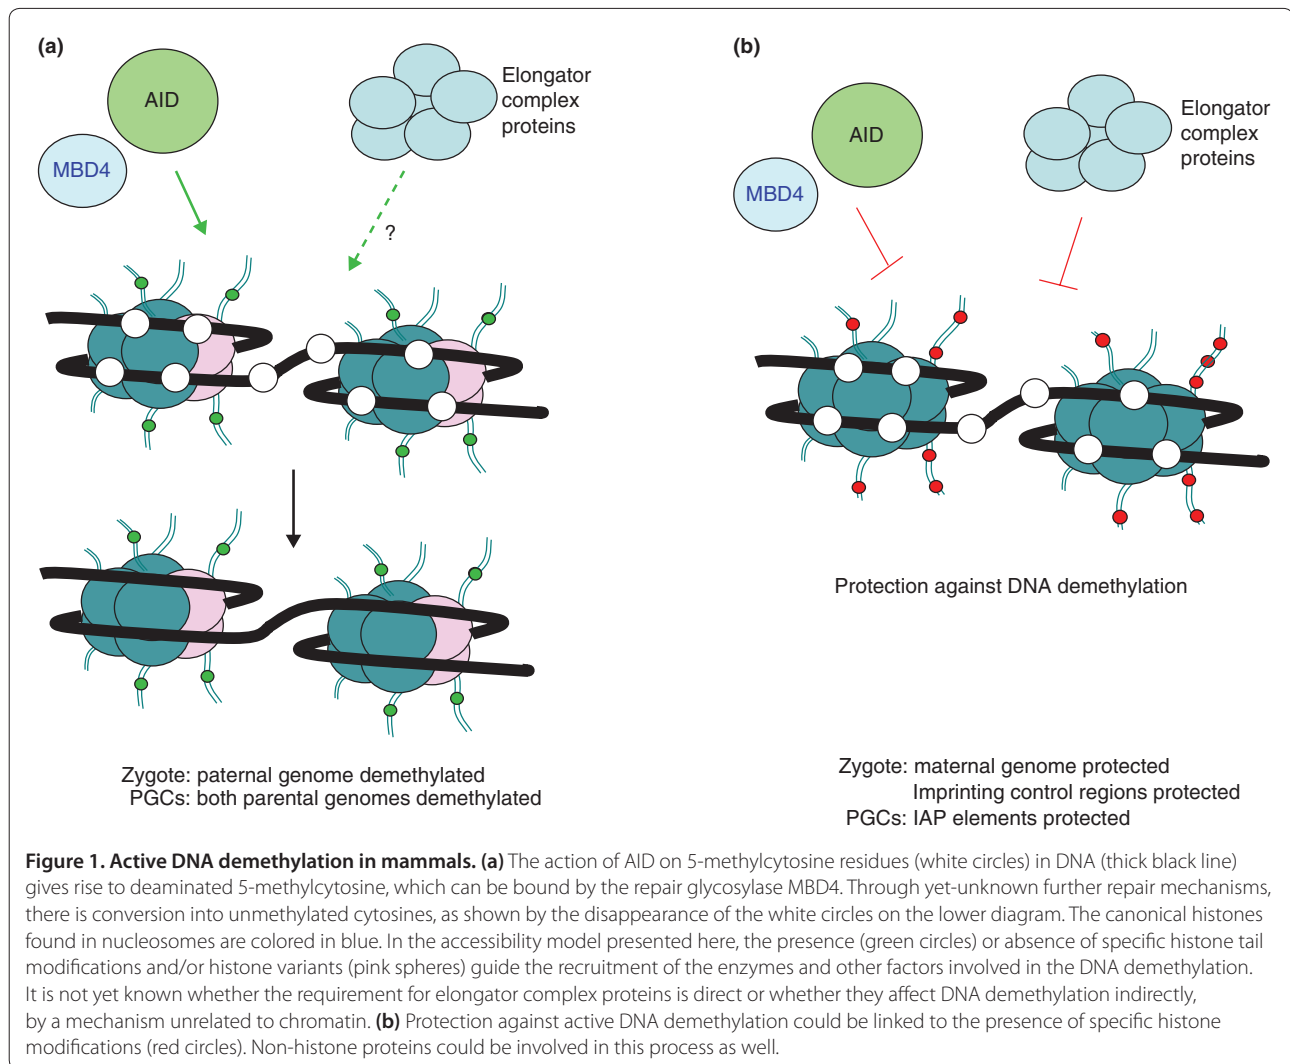 (a)
AID
MBD4
Elongator
complex
proteins
?
Zygote: paternal genome demethylated
PGCs: both parental genomes demethylated
(b)
AID
MBD4
Elongator
complex
proteins
Protection against DNA demethylation
Zygote: maternal genome protected
Imprinting control regions protected
PGCs: IAP elements protected
Figure 1. Active DNA demethylation in mammals. (a) The action of AID on 5-methylcytosine residues (white circles) in DNA (thick black line)
gives rise to deaminated 5-methylcytosine, which can be bound by the repair glycosylase MBD4. Through yet-unknown further repair mechanisms,
there is conversion into unmethylated cytosines, as shown by the disappearance of the white circles on the lower diagram. The canonical histones
found in nucleosomes are colored in blue. In the accessibility model presented here, the presence (green circles) or absence of specific histone tail
modifications and/or histone variants (pink spheres) guide the recruitment of the enzymes and other factors involved in the DNA demethylation.
It is not yet known whether the requirement for elongator complex proteins is direct or whether they affect DNA demethylation indirectly,
by a mechanism unrelated to chromatin. (b) Protection against active DNA demethylation could be linked to the presence of specific histone
modifications (red circles). Non-histone proteins could be involved in this process as well.